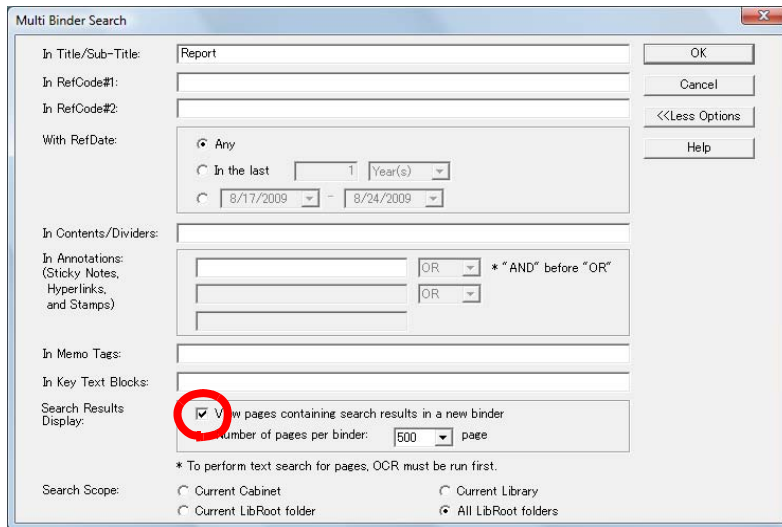 Multi Binder Search
In Title/Sub-Title: Report OK
In RefCode#1: Cancel
In RefCode#2: <<Less Options
With RefDate: Any Help
In the last 1 Year(s)
8/17/2009 - 8/24/2009
In Contents/Dividers:
In Annotations: OR * "AND" before "OR"
(Sticky Notes,
Hyperlinks, OR
and Stamps)
In Memo Tags:
In Key Text Blocks:
Search Results View pages containing search results in a new binder
Display: Number of pages per binder: 500 page
* To perform text search for pages, OCR must be run first.
Search Scope: Current Cabinet Current Library
Current LibRoot folder All LibRoot folders